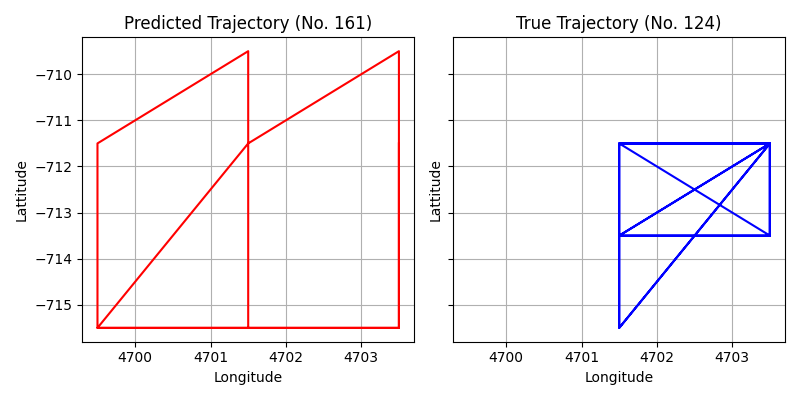 Predicted Trajectory (No. 161)
True Trajectory (No. 124)
−710
−711
−712
−713
−714
−715
Lattitude
Lattitude
4700
4701
4702
4703
4700
4701
4702
4703
Longitude
Longitude